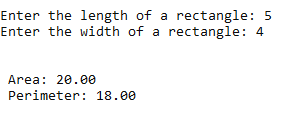 Enter the length of a rectangle: 5
Enter the width of a rectangle: 4
Area: 20.00
Perimeter: 18.00